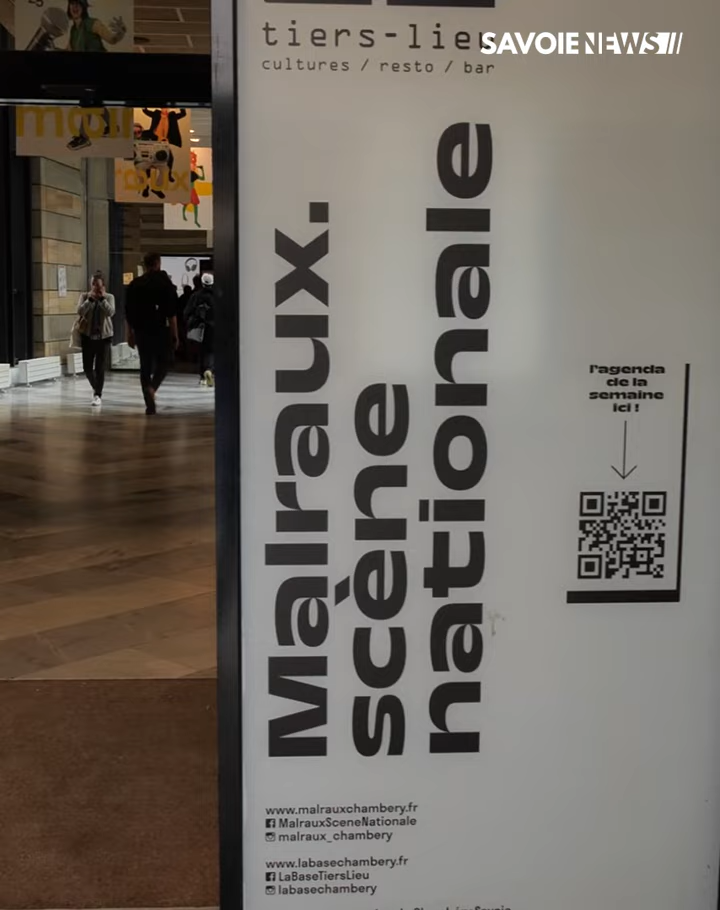 tiers-lieu
SAVOIE NEWS
cultures / resto / bar
Malraux.
scène
nationale
l'agenda
de la
semaine
ici !
www.malrauxchambery.fr
MalrauxSceneNationale
malraux_chambery
www.labasechambery.fr
LaBaseTiersLieu
labasechambery